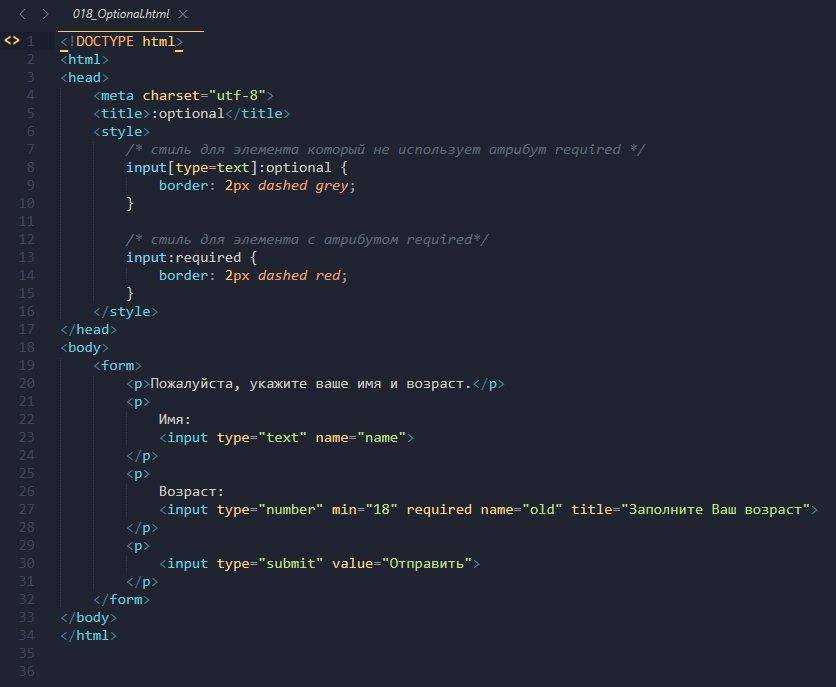 018_Optional.html
1 <!DOCTYPE html>
2 <html>
3 <head>
4 <meta charset="utf-8">
5 <title>:optional</title>
6 <style>
7 /* стиль для элемента который не использует атрибут required */
8 input[type=text]:optional {
9 border: 2px dashed grey;
10 }
11
12 /* стиль для элемента с атрибутом required*/
13 input:required {
14 border: 2px dashed red;
15 }
16 </style>
17 </head>
18 <body>
19 <form>
20 <p>Пожалуйста, укажите ваше имя и возраст.</p>
21 <p>
22 Имя:
23 <input type="text" name="name">
24 </p>
25 <p>
26 Возраст:
27 <input type="number" min="18" required name="old" title="Заполните Ваш возраст">
28 </p>
29 <p>
30 <input type="submit" value="Отправить">
31 </p>
32 </form>
33 </body>
34 </html>
35
36